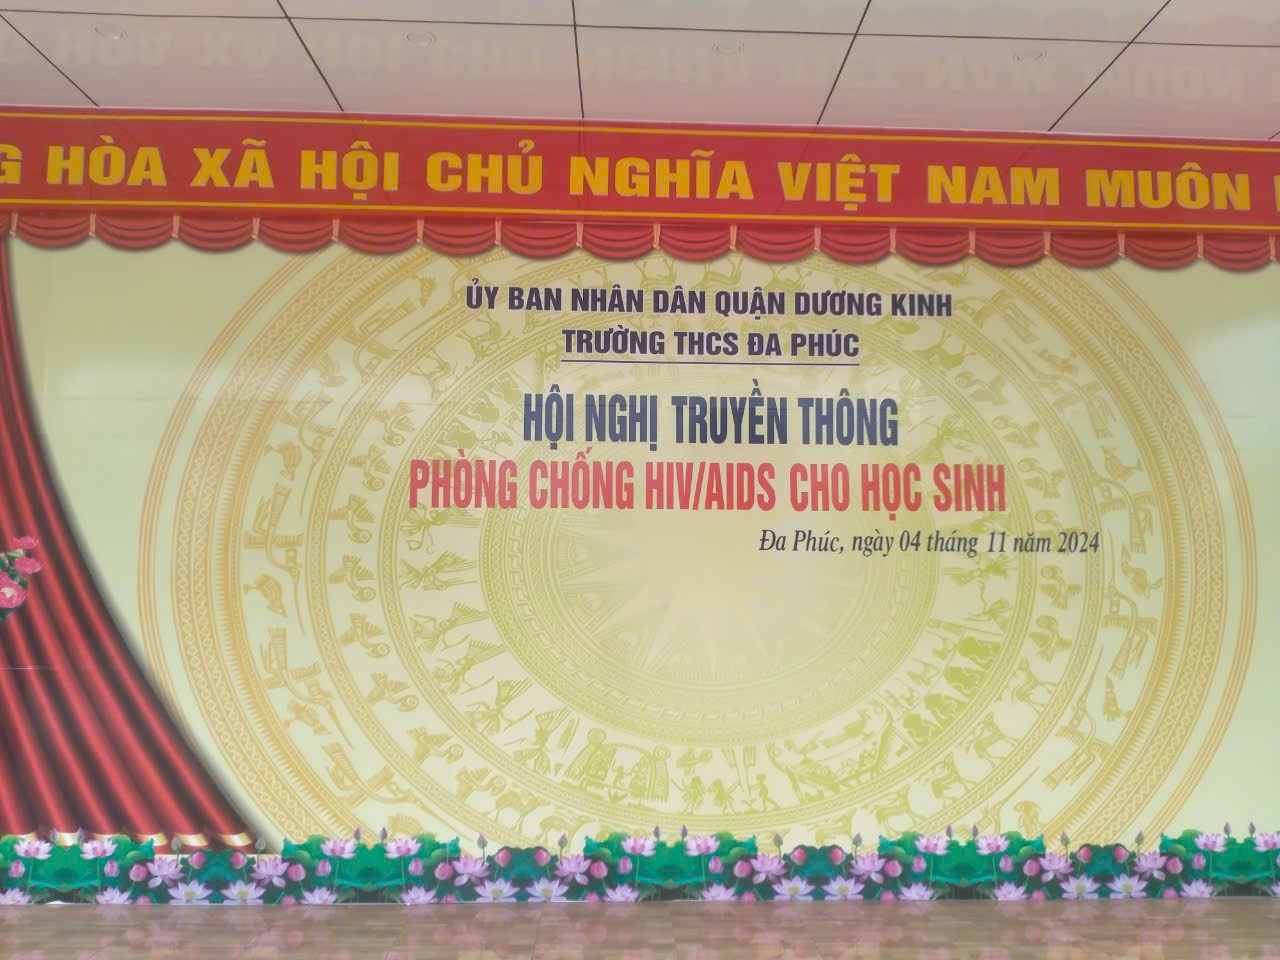 HÒA XÃ HỘI CHỦ NGHĨA VIỆT NAM MUÔN
ỦY BAN NHÂN DÂN QUẬN DƯƠNG KINH
TRƯỜNG THCS ĐA PHÚC
HỘI NGHỊ TRUYỀN THÔNG
PHÒNG CHỐNG HIV/AIDS CHO HỌC SINH
Đa Phúc, ngày 04 tháng 11 năm 2024